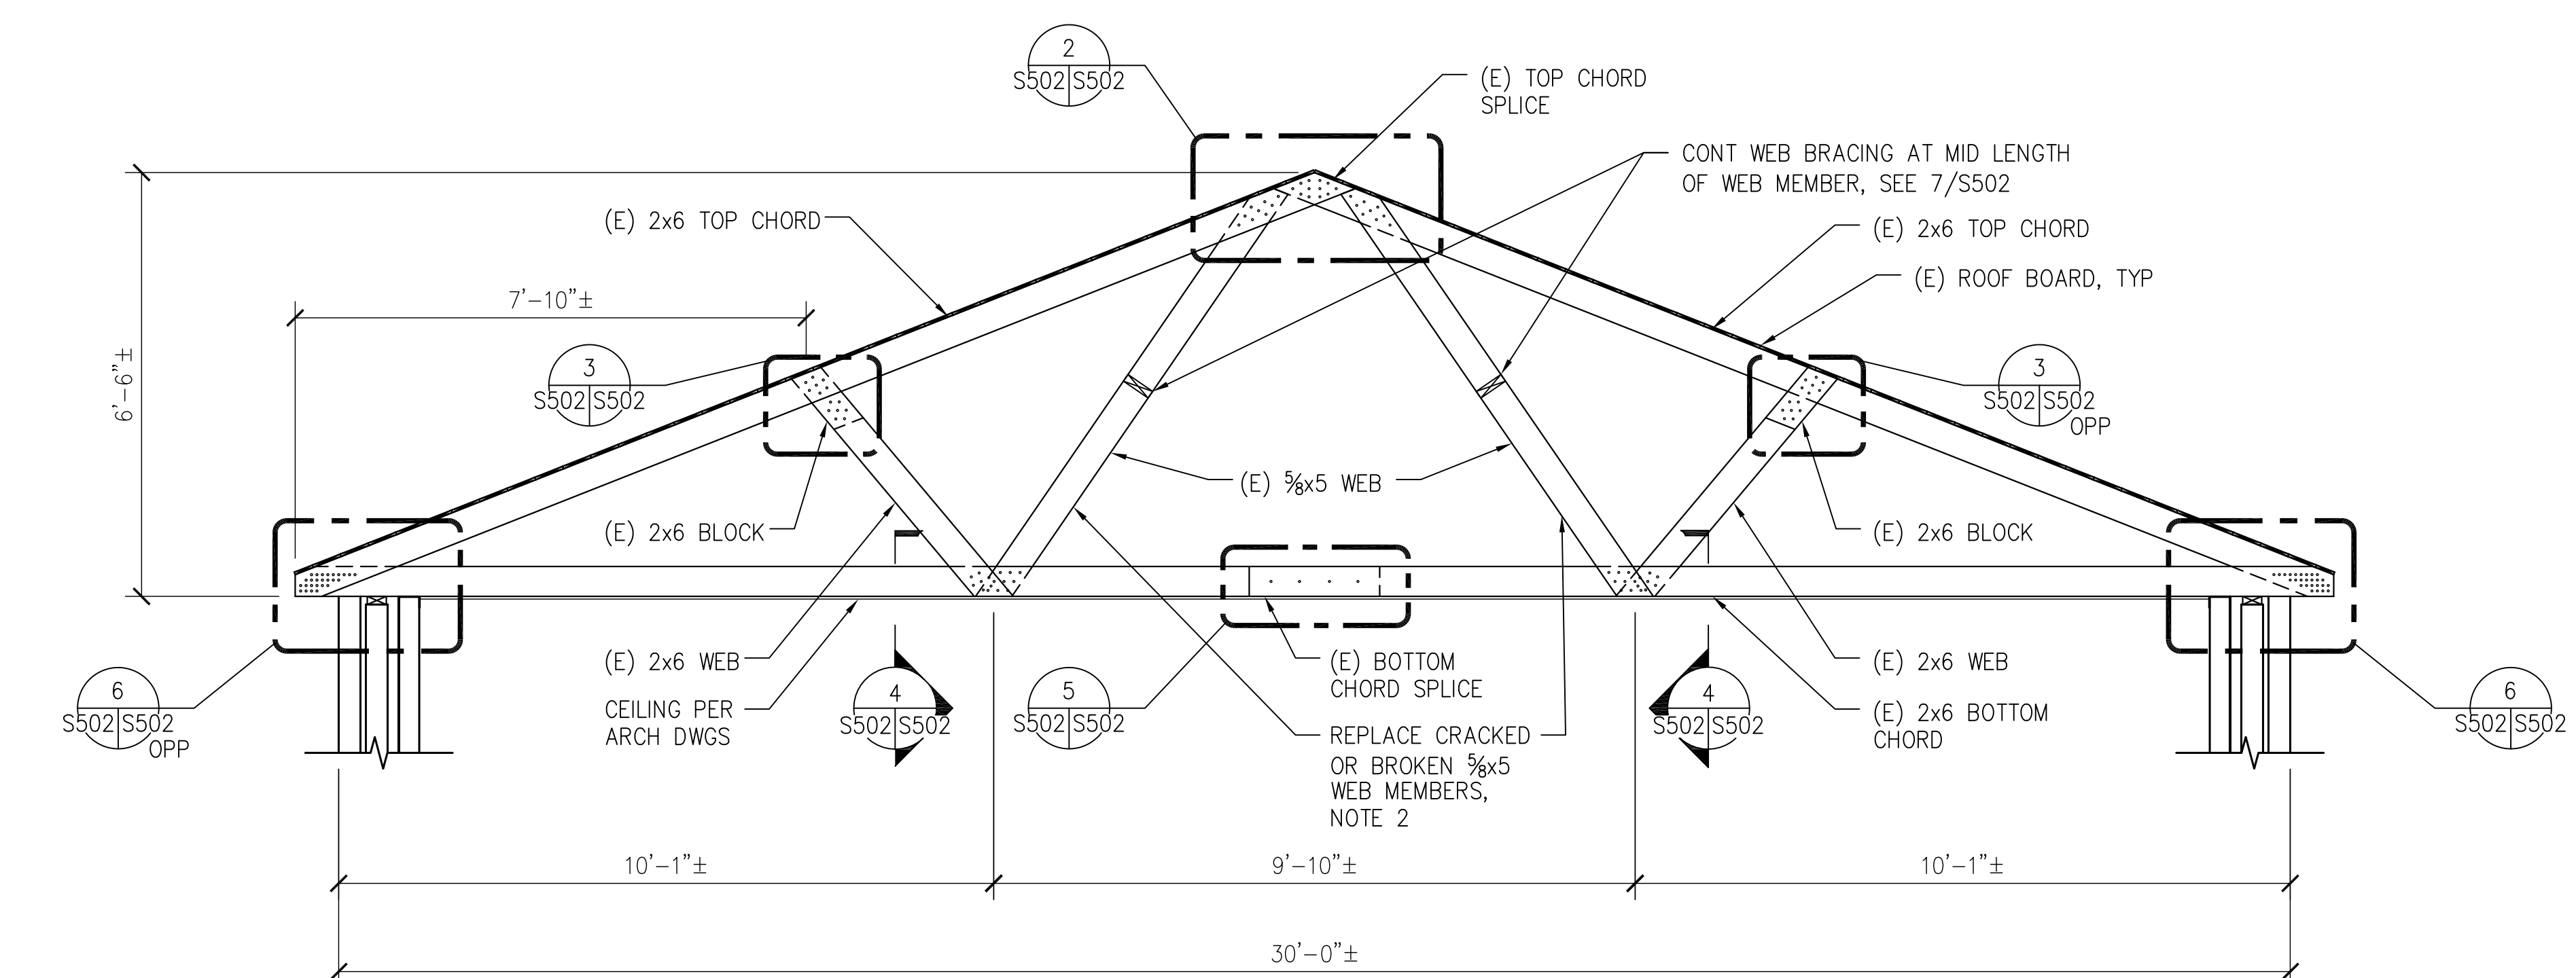 2
S502 S502
(E) TOP CHORD
SPLICE
CONT WEB BRACING AT MID LENGTH
OF WEB MEMBER, SEE 7/S502
(E) 2x6 TOP CHORD
(E) 2x6 TOP CHORD
(E) ROOF BOARD, TYP
7'-10"±
6'-6"±
3
S502 S502
3
S502 S502
OPP
(E) ⅝x5 WEB
(E) 2x6 BLOCK
(E) 2x6 BLOCK
(E) 2x6 WEB
CEILING PER
ARCH DWGS
6
S502 S502
OPP
4
S502 S502
5
S502 S502
(E) BOTTOM
CHORD SPLICE
REPLACE CRACKED
OR BROKEN ⅝x5
WEB MEMBERS,
NOTE 2
4
S502 S502
(E) 2x6 WEB
(E) 2x6 BOTTOM
CHORD
6
S502 S502
10'-1"±
9'-10"±
10'-1"±
30'-0"±